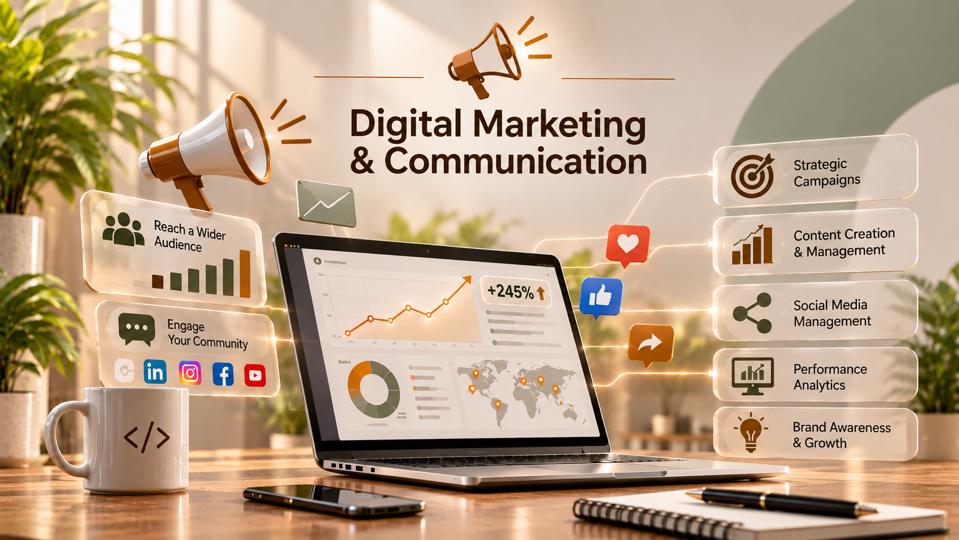 Digital Marketing
& Communication
Reach a Wider
Audience
Engage
Your Community
in
f
</>
+245%
Strategic
Campaigns
Content Creation
& Management
Social Media
Management
Performance
Analytics
Brand Awareness
& Growth